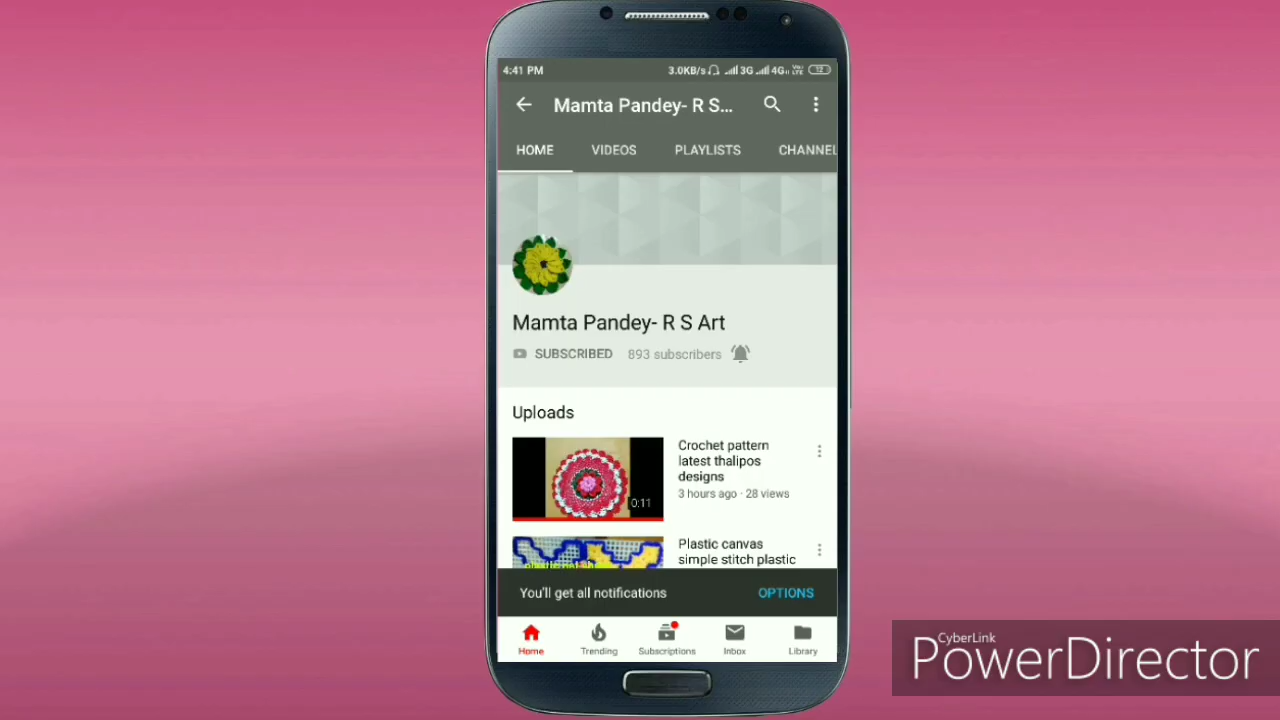 4:41 PM 3.0KB/s 3G 4G VoLTE 12
Mamta Pandey- R S...
HOME VIDEOS PLAYLISTS CHANNEL
Mamta Pandey- R S Art
SUBSCRIBED 893 subscribers
Uploads
Crochet pattern
latest thalipos
designs
3 hours ago · 28 views
0:11
Plastic canvas
simple stitch plastic
You'll get all notifications OPTIONS
Home Trending Subscriptions Inbox Library
CyberLink
PowerDirector